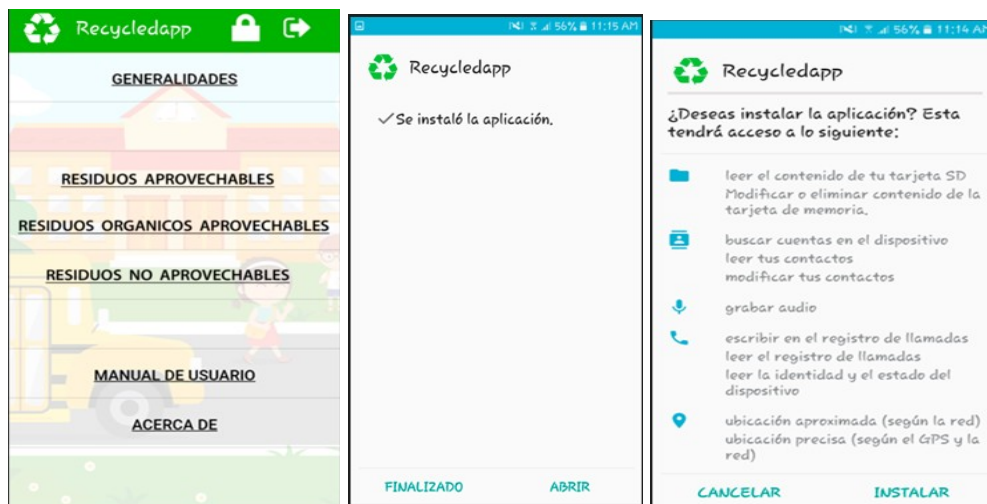 Recycledapp
GENERALIDADES
RESIDUOS APROVECHABLES
RESIDUOS ORGANICOS APROVECHABLES
RESIDUOS NO APROVECHABLES
MANUAL DE USUARIO
ACERCA DE
56% 11:15 AM
Recycledapp
✓Se instaló la aplicación.
FINALIZADO ABRIR
56% 11:14 AM
Recycledapp
¿Deseas instalar la aplicación? Esta
tendrá acceso a lo siguiente:
leer el contenido de tu tarjeta SD
Modificar o eliminar contenido de la
tarjeta de memoria.
buscar cuentas en el dispositivo
leer tus contactos
modificar tus contactos
grabar audio
escribir en el registro de llamadas
leer el registro de llamadas
leer la identidad y el estado del
dispositivo
ubicación aproximada (según la red)
ubicación precisa (según el GPS y la
red)
CANCELAR INSTALAR